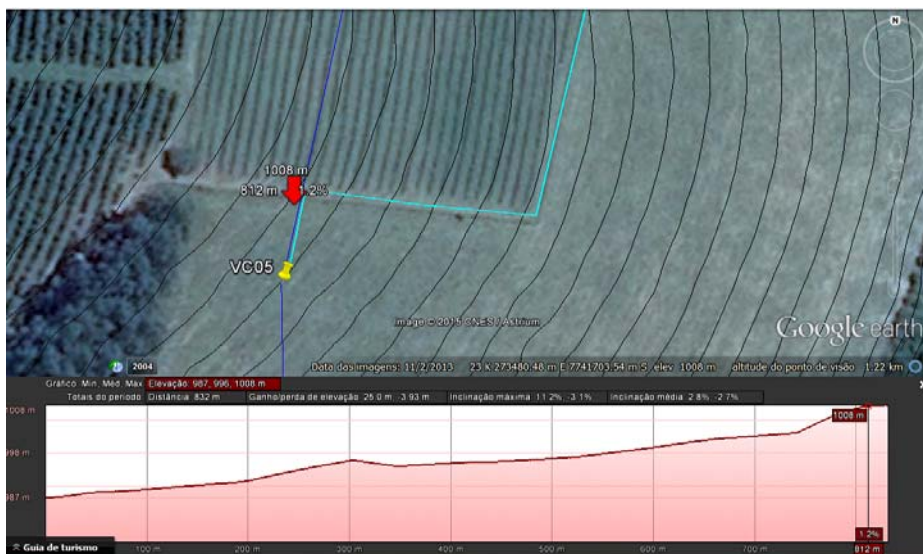 N
1008 m
812 m 1.2%
VC05
Image © 2015 CNES / Astrium
Google earth
2004
Data das imagens: 11/2/2013 23 K 273480.48 m E 7741703.54 m S elev 1008 m altitude do ponto de visão 1.22 km
Gráfico: Min, Méd, Max Elevação: 987, 996, 1008 m
Totais do período: Distância: 832 m Ganho/perda de elevação: 25.0 m, -3.93 m Inclinação máxima: 11.2%, -3.1% Inclinação média: 2.8%, -2.7%
1008 m
1008 m
998 m
987 m
1.2%
Guia de turismo
100 m 200 m 300 m 400 m 500 m 600 m 700 m 812 m